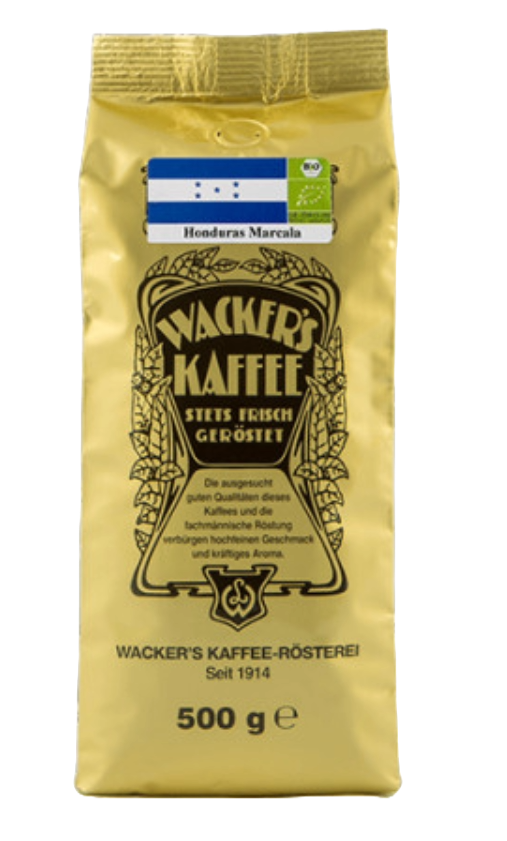 BIO
Honduras Marcala
WACKER'S
KAFFEE
STETS FRISCH
GERÖSTET
Die ausgesucht
guten Qualitäten dieses
Kaffees und die
fachmännische Röstung
verbürgen hochfeinen Geschmack
und kräftiges Aroma.
WACKER'S KAFFEE-RÖSTEREI
Seit 1914
500 g ℮